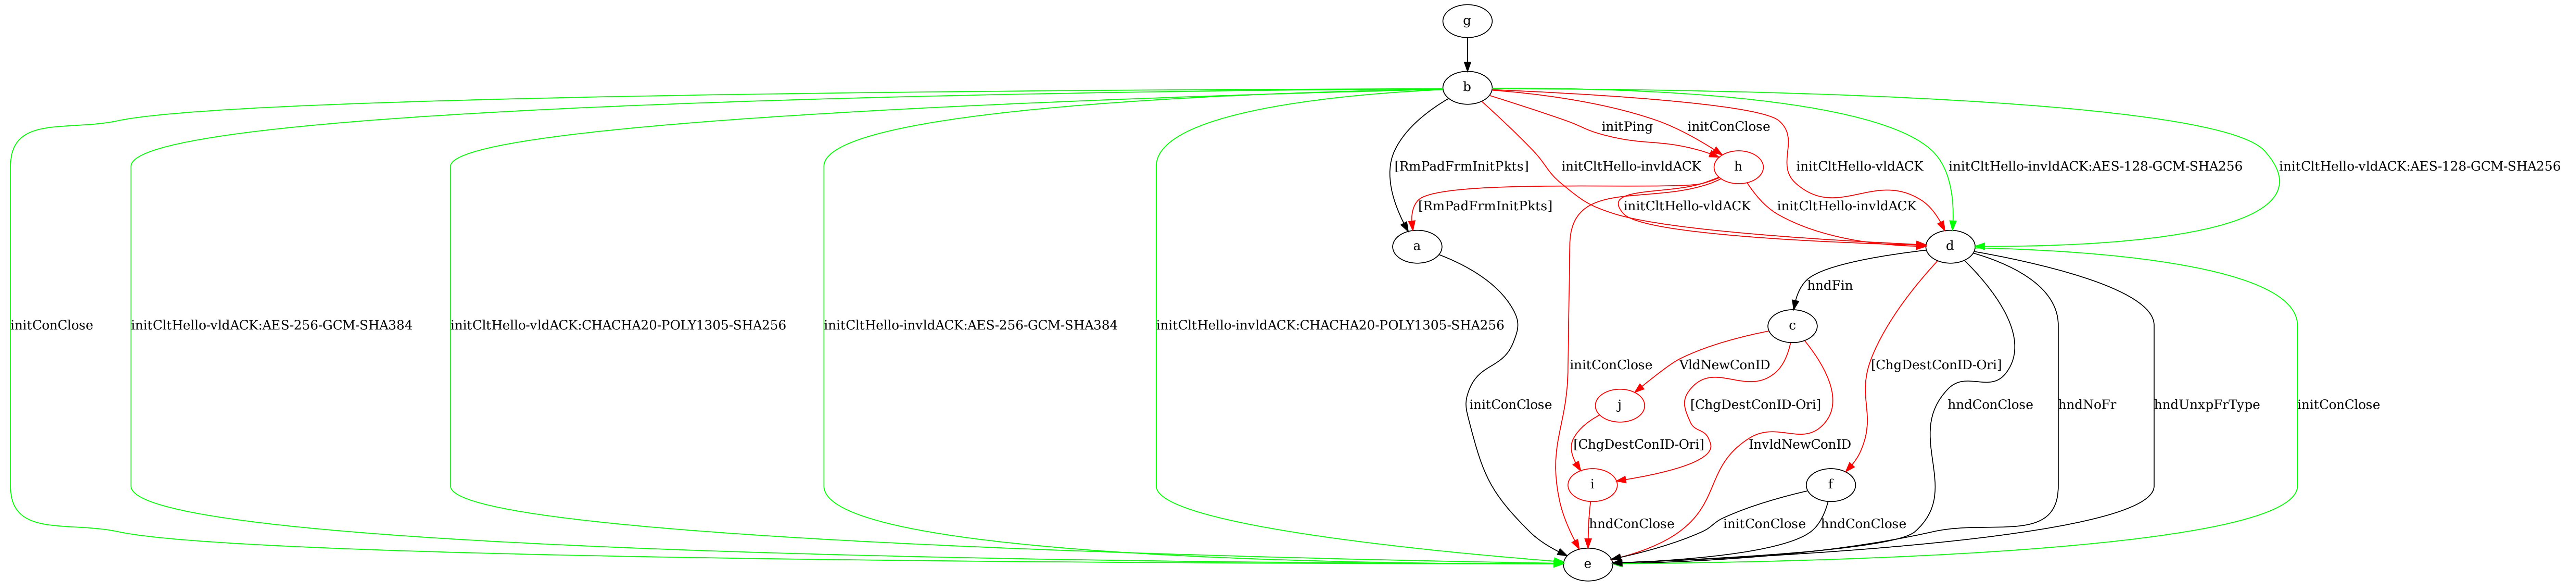 g
b
initPing
initConClose
[RmPadFrmInitPkts]
initCltHello-invldACK
h
initCltHello-vldACK
initCltHello-invldACK:AES-128-GCM-SHA256
initCltHello-vldACK:AES-128-GCM-SHA256
[RmPadFrmInitPkts]
initCltHello-vldACK
initCltHello-invldACK
a
d
hndFin
initConClose
initCltHello-vldACK:AES-256-GCM-SHA384
initCltHello-vldACK:CHACHA20-POLY1305-SHA256
initCltHello-invldACK:AES-256-GCM-SHA384
initCltHello-invldACK:CHACHA20-POLY1305-SHA256
c
initConClose
VldNewConID
[ChgDestConID-Ori]
initConClose
j
[ChgDestConID-Ori]
hndConClose
hndNoFr
hndUnxpFrType
initConClose
[ChgDestConID-Ori]
InvldNewConID
i
f
hndConClose
initConClose
hndConClose
e